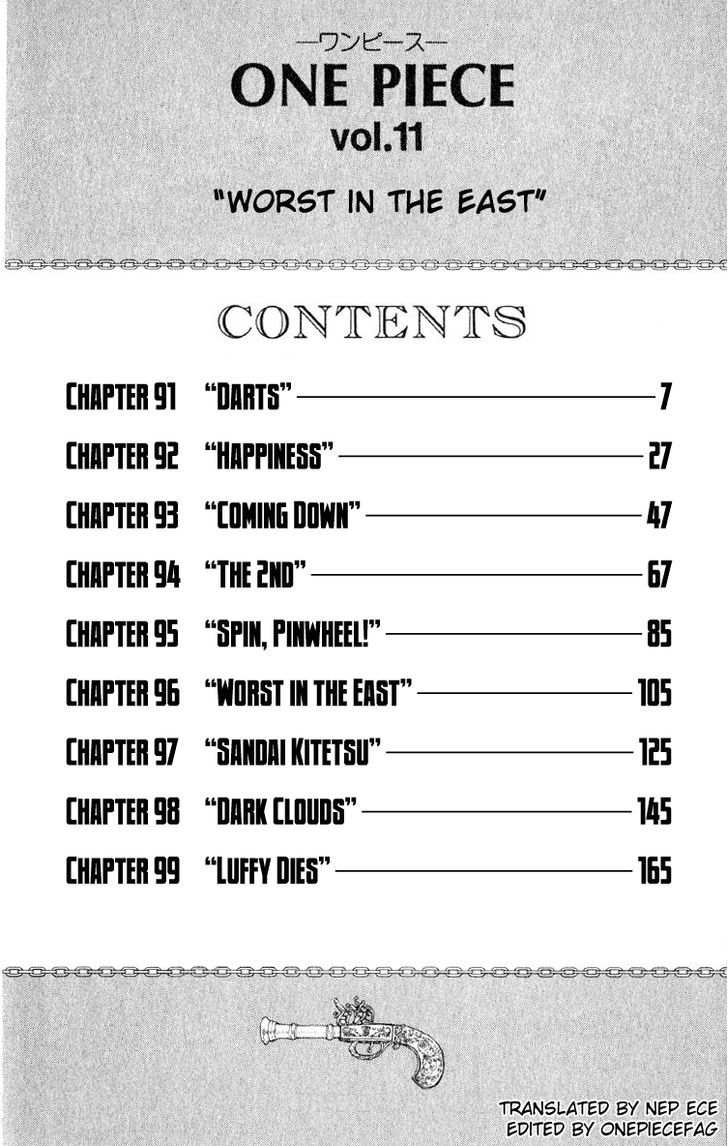 —ワンピース—
ONE PIECE
vol.11
"WORST IN THE EAST"
CONTENTS
CHAPTER 91 “DARTS” 7
CHAPTER 92 “HAPPINESS” 27
CHAPTER 93 “COMING DOWN” 47
CHAPTER 94 “THE 2ND” 67
CHAPTER 95 “SPIN, PINWHEEL!” 85
CHAPTER 96 “WORST IN THE EAST” 105
CHAPTER 97 “SANDAI KITETSU” 125
CHAPTER 98 “DARK CLOUDS” 145
CHAPTER 99 “LUFFY DIES” 165
TRANSLATED BY NEP ECE
EDITED BY ONEPIECEFAG